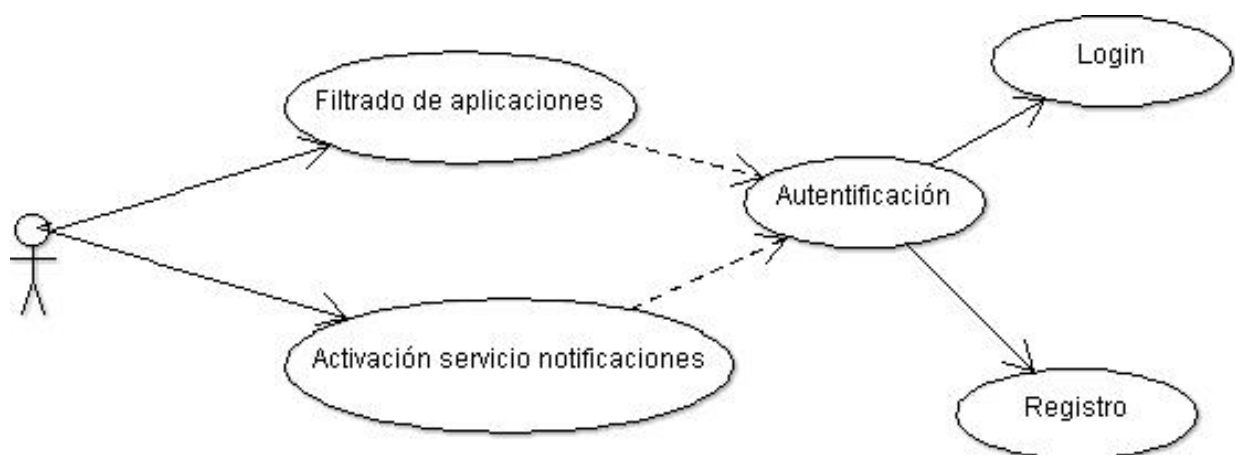 Login
Filtrado de aplicaciones
Autentificación
Activación servicio notificaciones
Registro